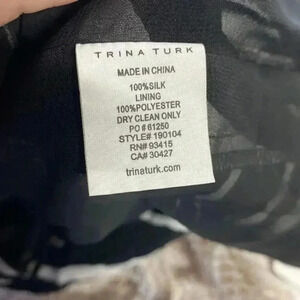 TRINA TURK
MADE IN CHINA
100%SILK
LINING
100%POLYESTER
DRY CLEAN ONLY
PO#61250
STYLE# 190104
RN# 93415
CA# 30427
trinaturk.com